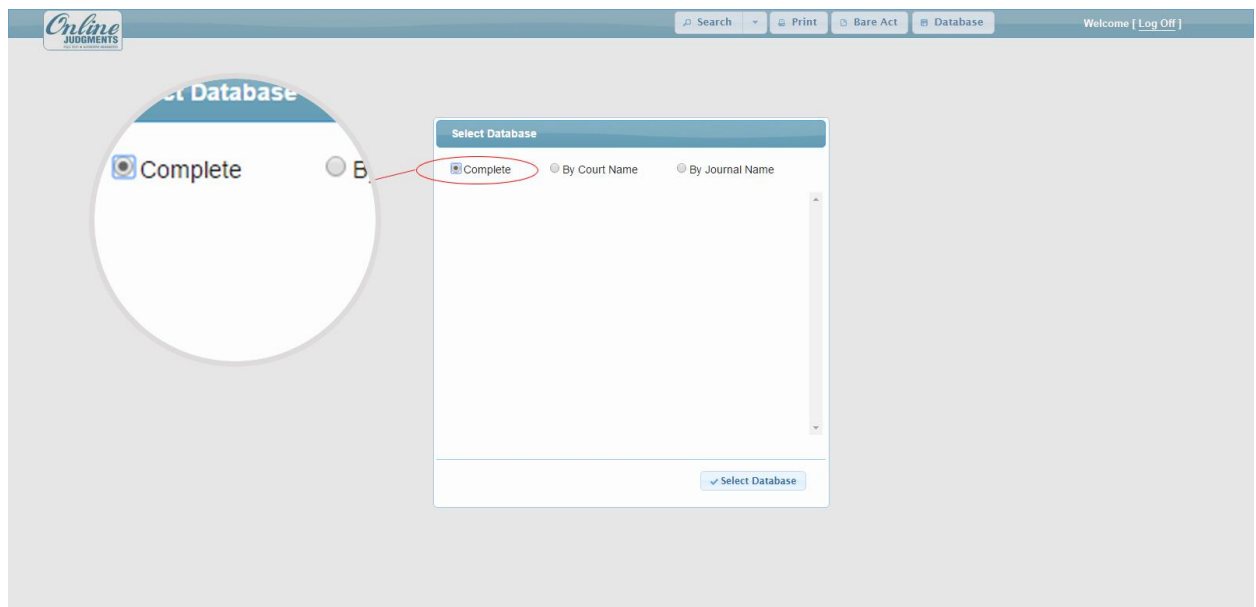 Online
JUDGMENTS
Search Print Bare Act Database Welcome [ Log Off ]
ct Database
Complete B
Select Database
Complete By Court Name By Journal Name
Select Database